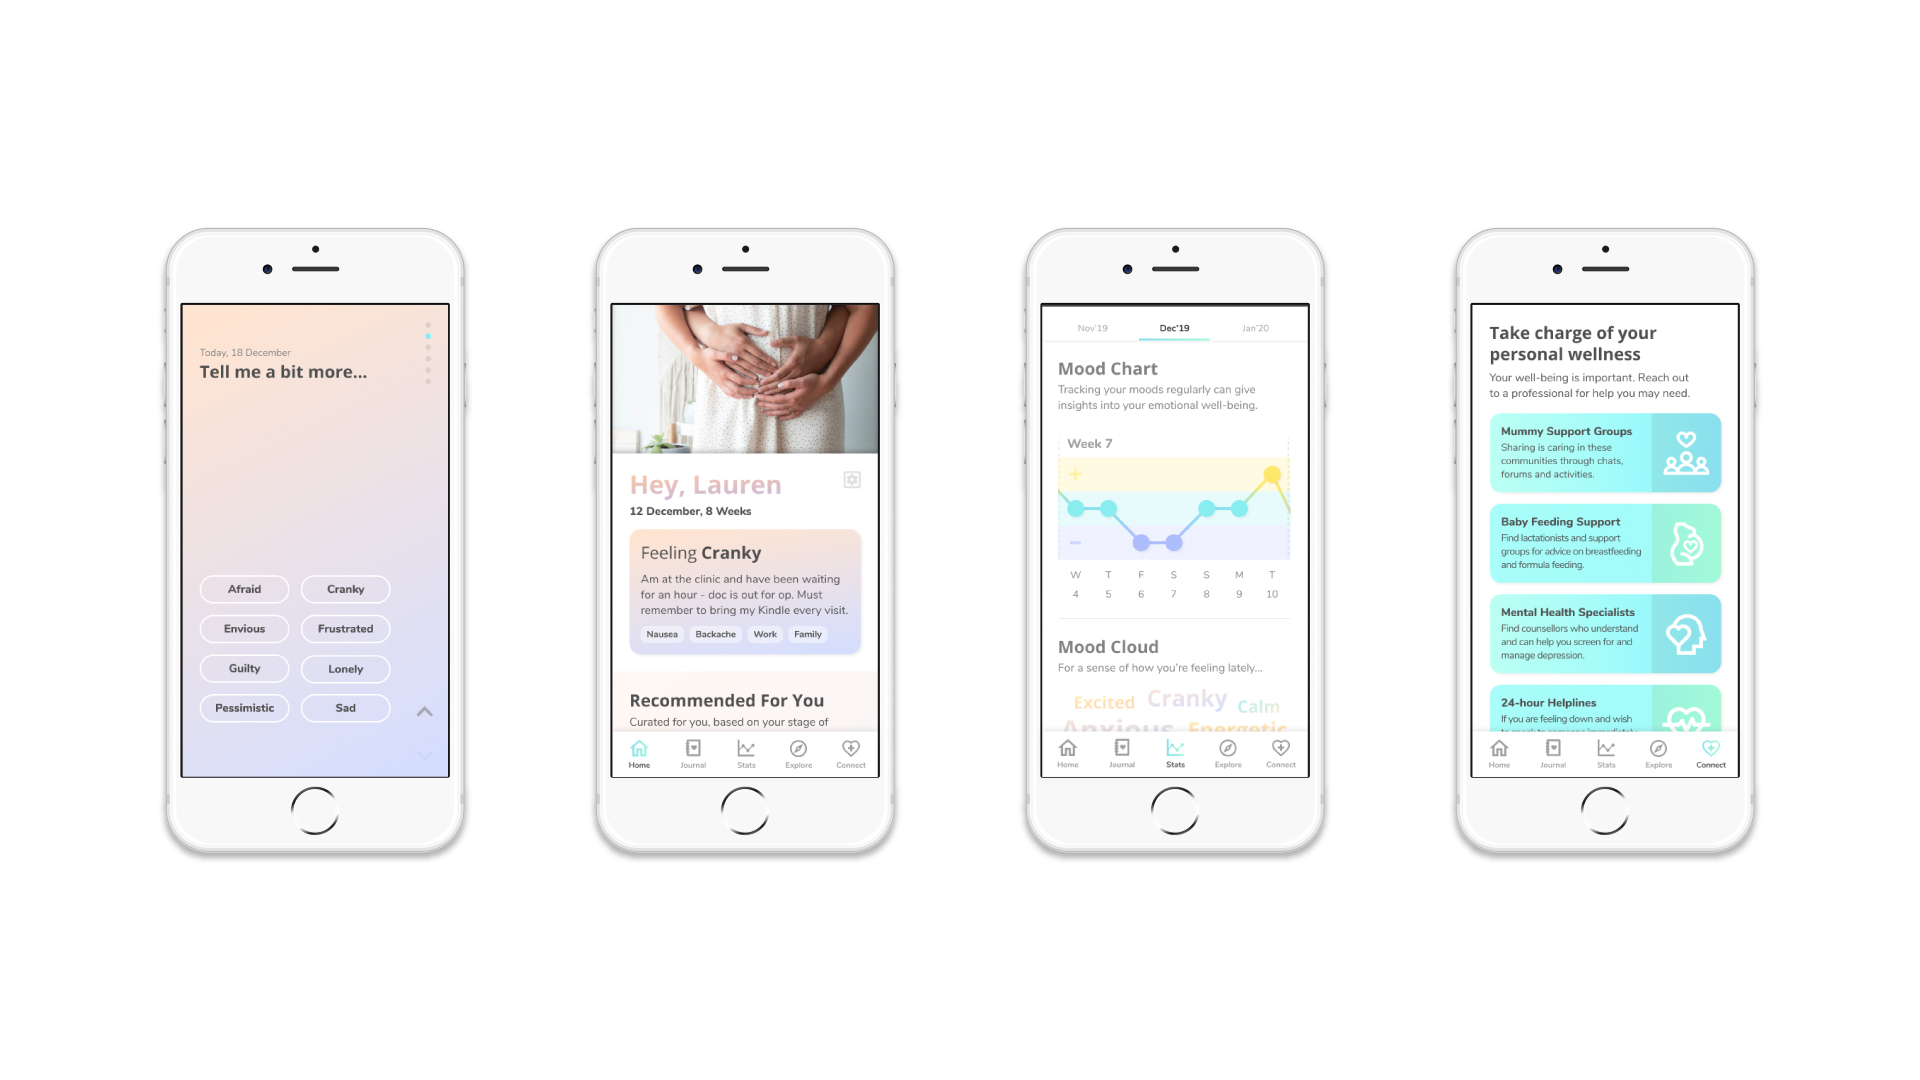 Today, 18 December
Tell me a bit more...
Afraid
Cranky
Envious
Frustrated
Guilty
Lonely
Pessimistic
Sad
Hey, Lauren
12 December, 8 Weeks
Feeling Cranky
Am at the clinic and have been waiting
for an hour - doc is out for op. Must
remember to bring my Kindle every visit.
Nausea
Backache
Work
Family
Recommended For You
Curated for you, based on your stage of
Home
Journal
Stats
Explore
Connect
Nov'19
Dec'19
Jan'20
Mood Chart
Tracking your moods regularly can give
insights into your emotional well-being.
Week 7
+
−
W T F S S M T
4 5 6 7 8 9 10
Mood Cloud
For a sense of how you're feeling lately...
Excited Cranky Calm
Anxious Energetic
Home
Journal
Stats
Explore
Connect
Take charge of your
personal wellness
Your well-being is important. Reach out
to a professional for help you may need.
Mummy Support Groups
Sharing is caring in these
communities through chats,
forums and activities.
Baby Feeding Support
Find lactationists and support
groups for advice on breastfeeding
and formula feeding.
Mental Health Specialists
Find counsellors who understand
and can help you screen for and
manage depression.
24-hour Helplines
If you are feeling down and wish
to speak to someone immediately,
Home
Journal
Stats
Explore
Connect